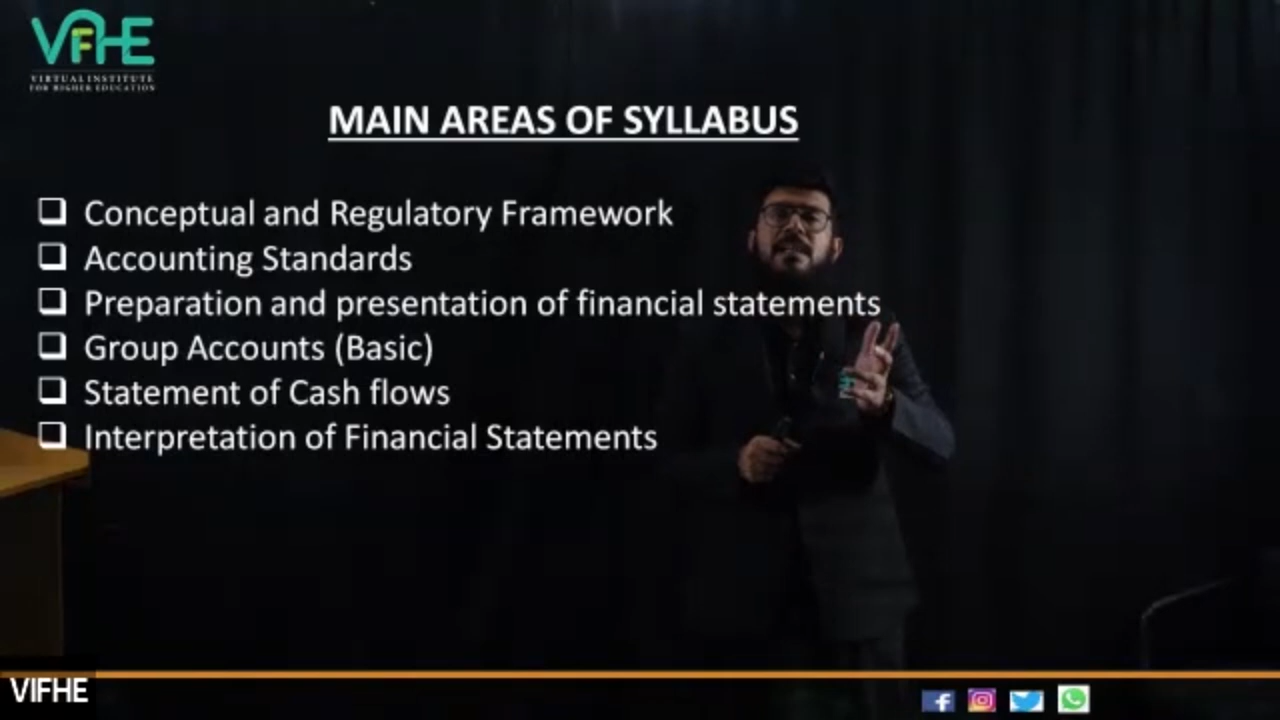 VIFHE
VIRTUAL INSTITUTE
FOR HIGHER EDUCATION
MAIN AREAS OF SYLLABUS
Conceptual and Regulatory Framework
Accounting Standards
Preparation and presentation of financial statements
Group Accounts (Basic)
Statement of Cash flows
Interpretation of Financial Statements
VIFHE